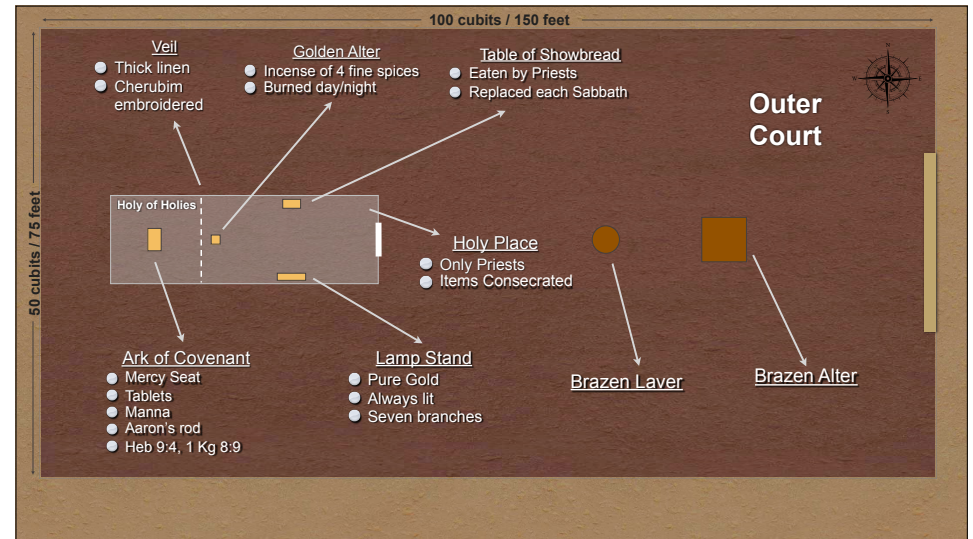 100 cubits / 150 feet
50 cubits / 75 feet
Veil
Thick linen
Cherubim
embroidered
Golden Alter
Incense of 4 fine spices
Burned day/night
Table of Showbread
Eaten by Priests
Replaced each Sabbath
N
W
E
S
Outer
Court
Holy of Holies
Holy Place
Only Priests
Items Consecrated
Ark of Covenant
Mercy Seat
Tablets
Manna
Aaron's rod
Heb 9:4, 1 Kg 8:9
Lamp Stand
Pure Gold
Always lit
Seven branches
Brazen Laver
Brazen Alter